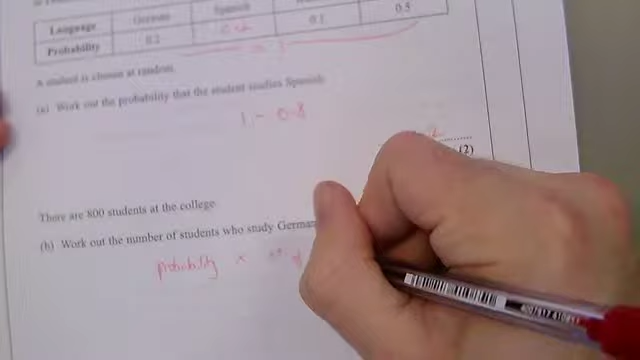 Language German Spanish
Probability 0.2 0.2 0.1 0.5
A student is chosen at random.
(a) Work out the probability that the student studies Spanish
1 - 0.8
(2)
There are 800 students at the college.
(b) Work out the number of students who study German
probability x